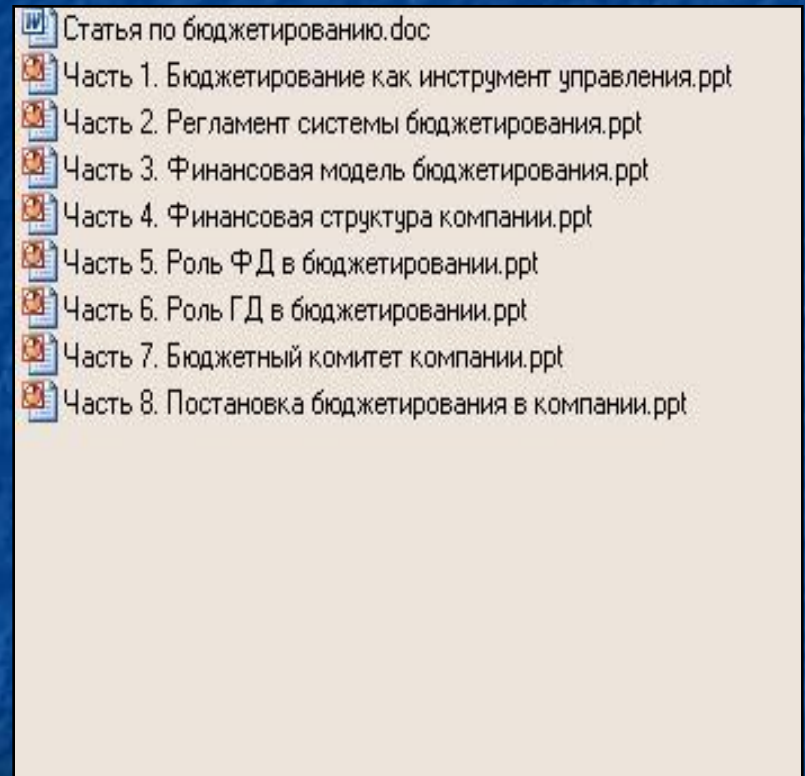 Статья по бюджетированию.doc
Часть 1. Бюджетирование как инструмент управления.ppt
Часть 2. Регламент системы бюджетирования.ppt
Часть 3. Финансовая модель бюджетирования.ppt
Часть 4. Финансовая структура компании.ppt
Часть 5. Роль ФД в бюджетировании.ppt
Часть 6. Роль ГД в бюджетировании.ppt
Часть 7. Бюджетный комитет компании.ppt
Часть 8. Постановка бюджетирования в компании.ppt